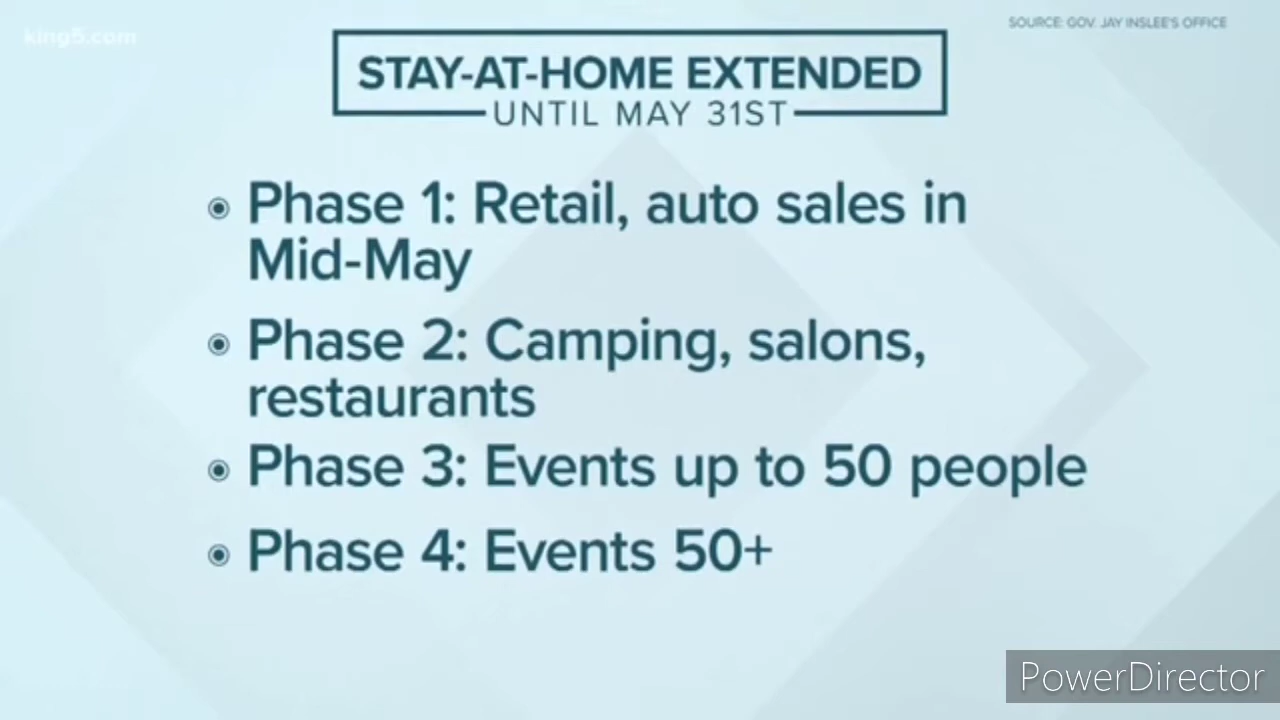 king5.com
SOURCE: GOV. JAY INSLEE'S OFFICE
STAY-AT-HOME EXTENDED
UNTIL MAY 31ST
Phase 1: Retail, auto sales in
Mid-May
Phase 2: Camping, salons,
restaurants
Phase 3: Events up to 50 people
Phase 4: Events 50+
PowerDirector